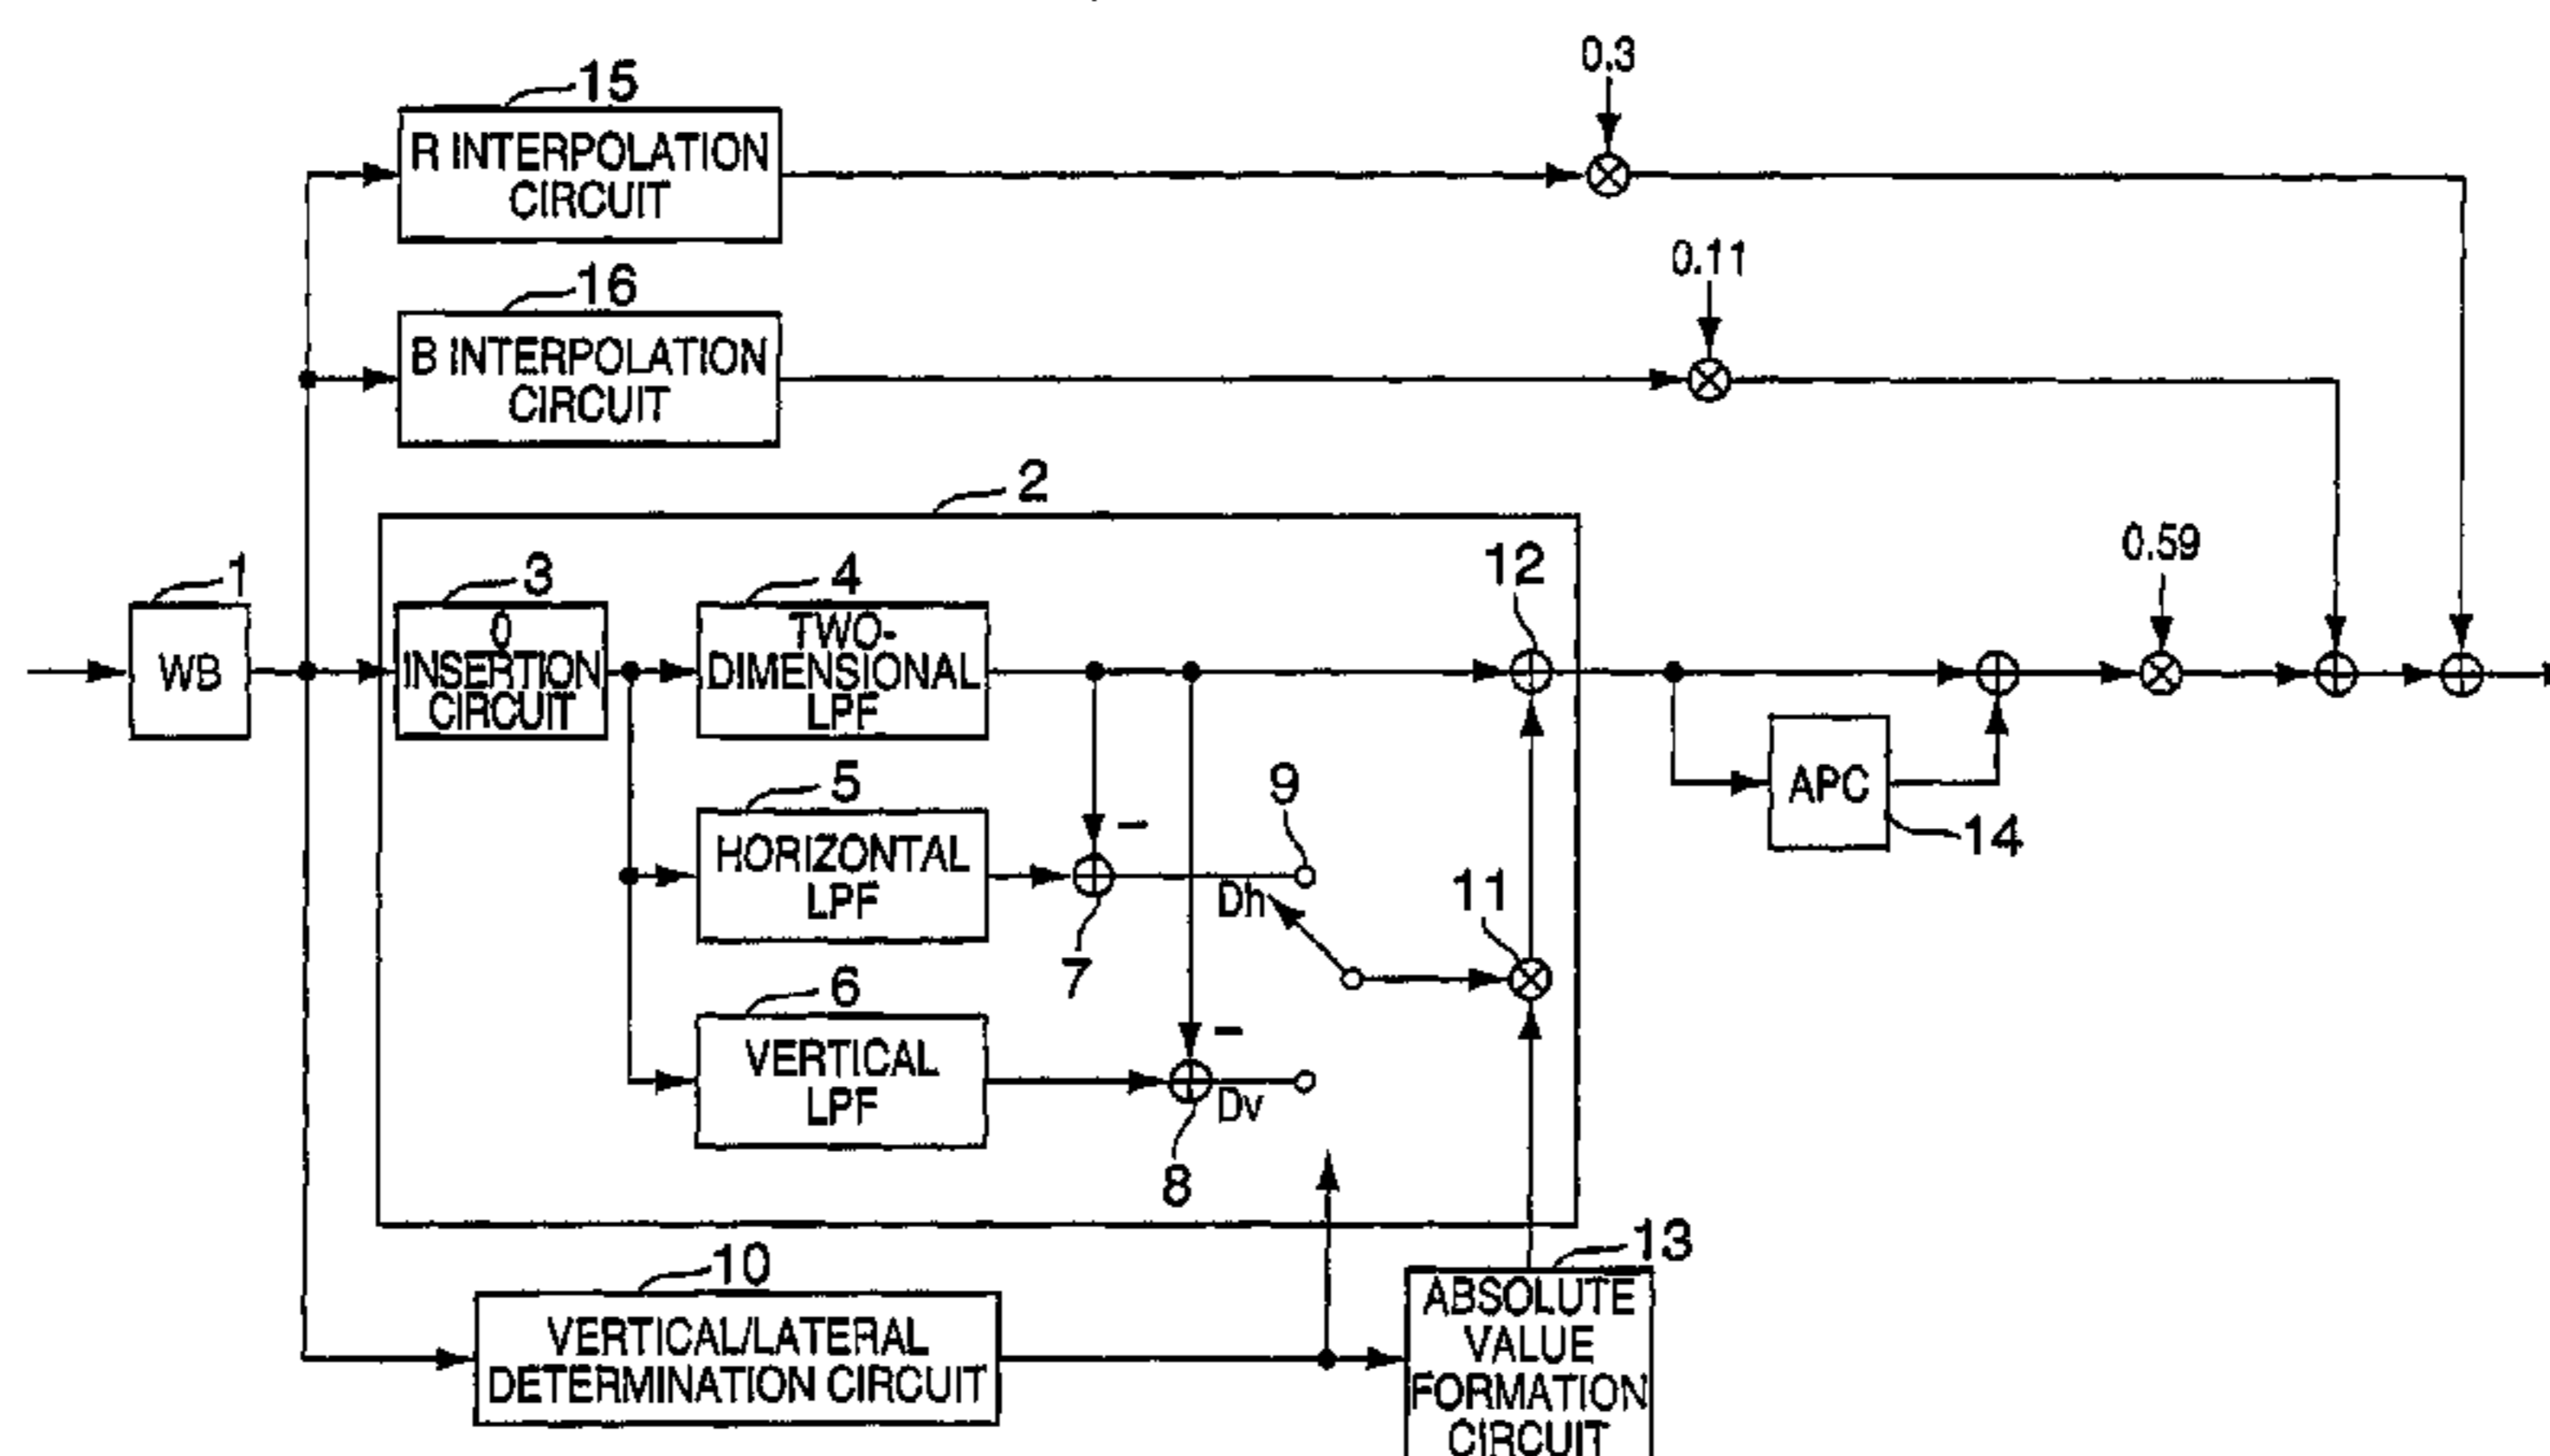 0.3
15
R INTERPOLATION
CIRCUIT
0.11
16
B INTERPOLATION
CIRCUIT
2
0.59
1
WB
3
0
INSERTION
CIRCUIT
4
TWO-
DIMENSIONAL
LPF
12
5
HORIZONTAL
LPF
–
7
Dh
9
11
APC
14
6
VERTICAL
LPF
–
8
Dv
10
VERTICAL/LATERAL
DETERMINATION CIRCUIT
13
ABSOLUTE
VALUE
FORMATION
CIRCUIT